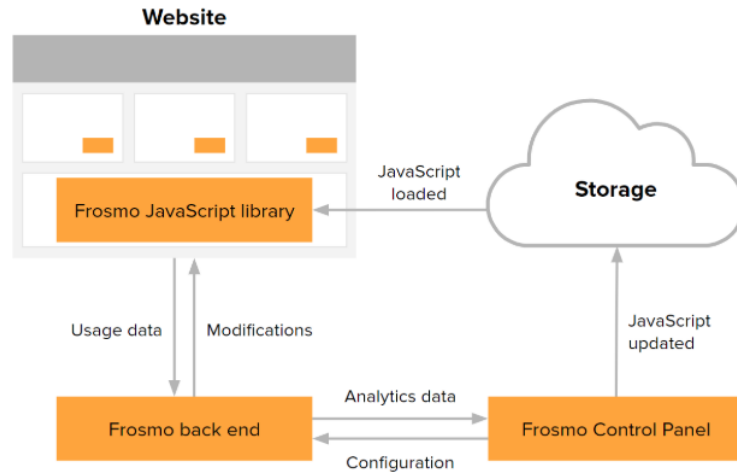 Website
Frosmo JavaScript library
JavaScript
loaded
Storage
Usage data
Modifications
JavaScript
updated
Frosmo back end
Analytics data
Configuration
Frosmo Control Panel